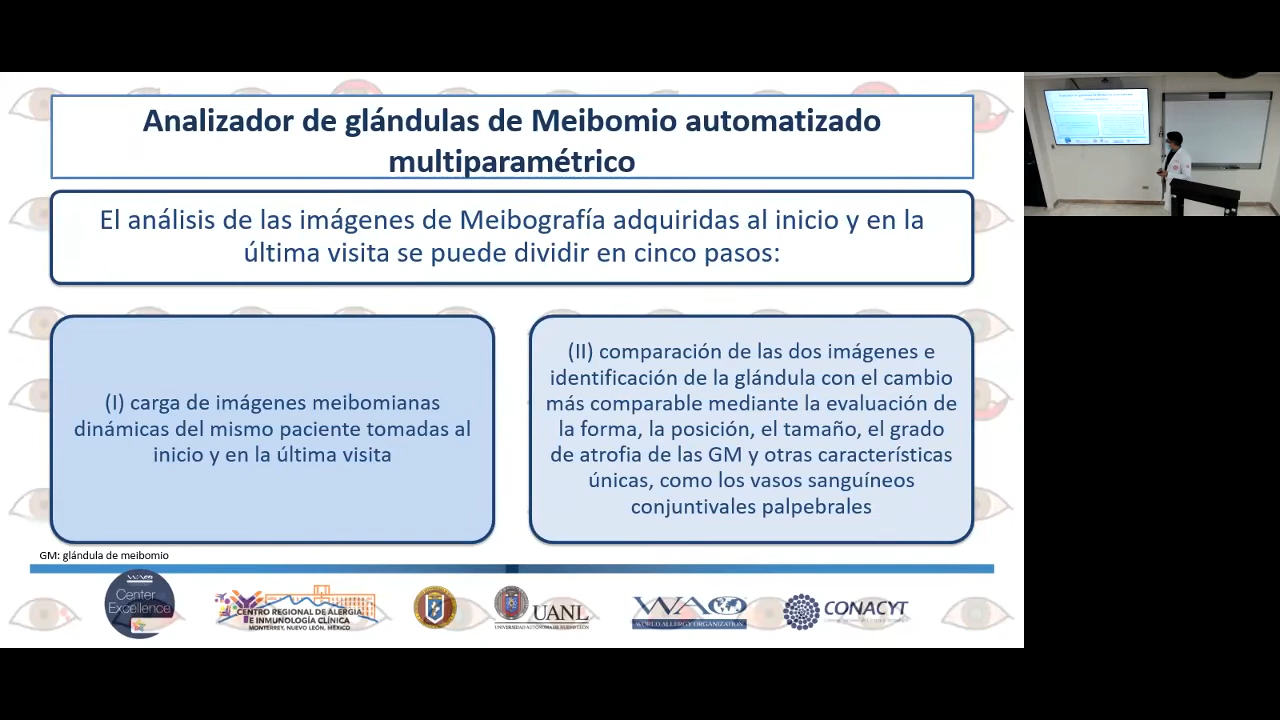 Analizador de glándulas de Meibomio automatizado
multiparamétrico
El análisis de las imágenes de Meibografía adquiridas al inicio y en la
última visita se puede dividir en cinco pasos:
(I) carga de imágenes meibomianas
dinámicas del mismo paciente tomadas al
inicio y en la última visita
(II) comparación de las dos imágenes e
identificación de la glándula con el cambio
más comparable mediante la evaluación de
la forma, la posición, el tamaño, el grado
de atrofia de las GM y otras características
únicas, como los vasos sanguíneos
conjuntivales palpebrales
GM: glándula de meibomio
Center
Excellence
CENTRO REGIONAL DE ALERGIA
E INMUNOLOGÍA CLÍNICA
MONTERREY, NUEVO LEÓN, MÉXICO
UANL
UNIVERSIDAD AUTÓNOMA DE NUEVO LEÓN
WAO
WORLD ALLERGY ORGANIZATION
CONACYT